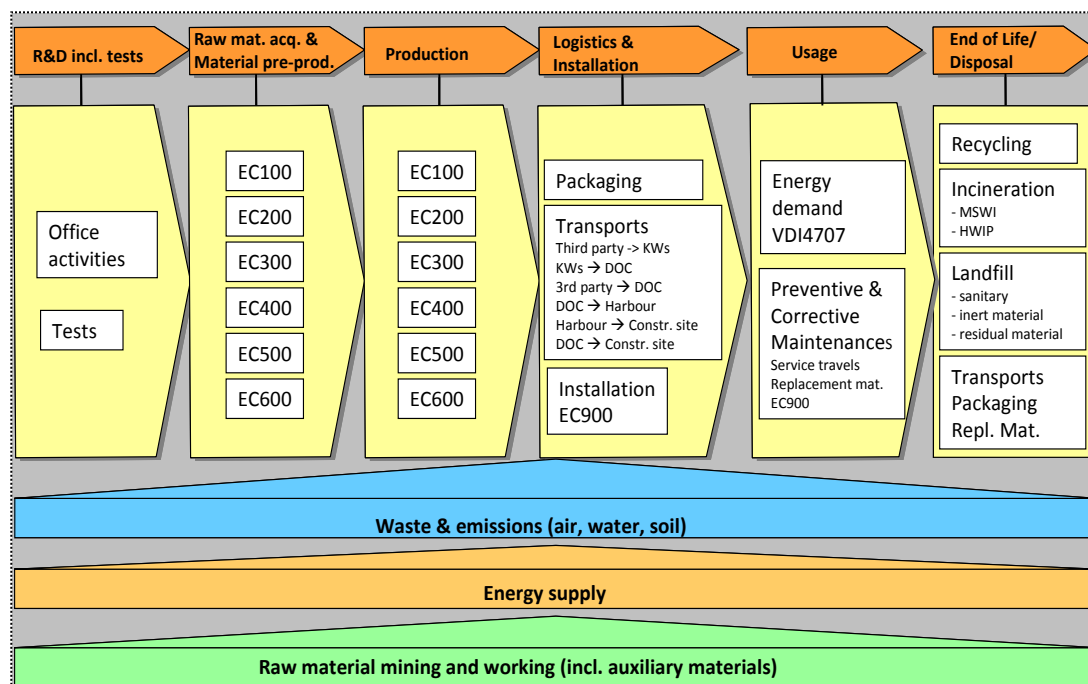 R&D incl. tests
Raw mat. acq. &
Material pre-prod.
Production
Logistics &
Installation
Usage
End of Life/
Disposal
Office
activities
Tests
EC100
EC200
EC300
EC400
EC500
EC600
EC100
EC200
EC300
EC400
EC500
EC600
Packaging
Transports
Third party -> KWs
KWs → DOC
3rd party → DOC
DOC → Harbour
Harbour → Constr. site
DOC → Constr. site
Installation
EC900
Energy
demand
VDI4707
Preventive &
Corrective
Maintenances
Service travels
Replacement mat.
EC900
Recycling
Incineration
- MSWI
- HWIP
Landfill
- sanitary
- inert material
- residual material
Transports
Packaging
Repl. Mat.
Waste & emissions (air, water, soil)
Energy supply
Raw material mining and working (incl. auxiliary materials)